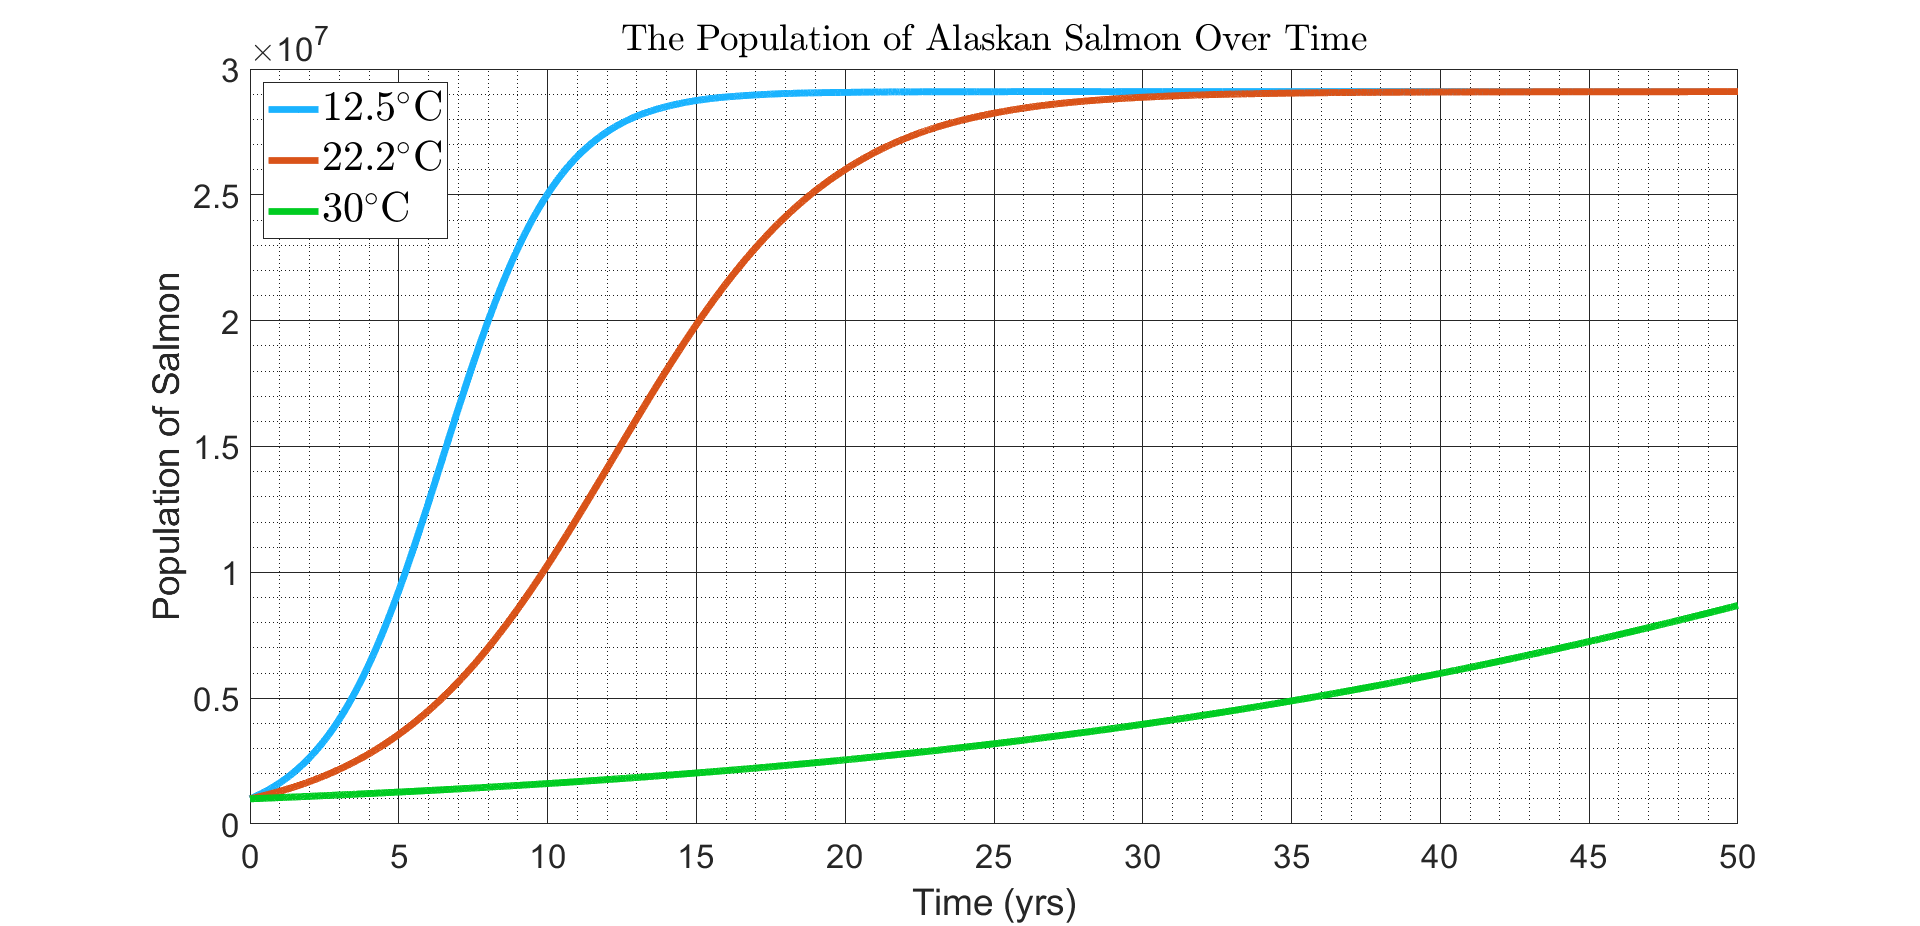 The Population of Alaskan Salmon Over Time
×10⁷
3
2.5
2
1.5
1
0.5
0
12.5°C
22.2°C
30°C
Population of Salmon
0 5 10 15 20 25 30 35 40 45 50
Time (yrs)